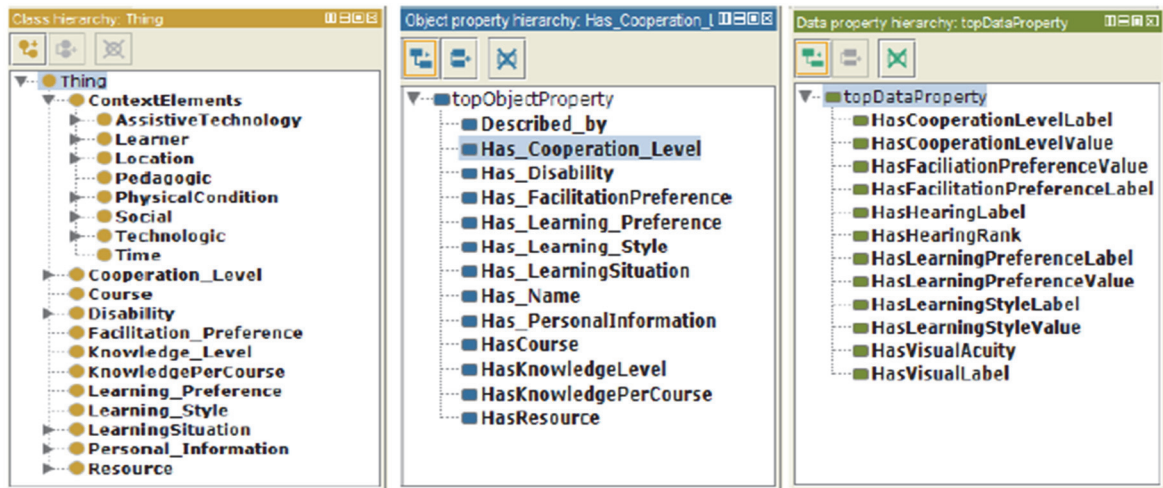 Class hierarchy: Thing
Thing
ContextElements
AssistiveTechnology
Learner
Location
Pedagogic
PhysicalCondition
Social
Technologic
Time
Cooperation_Level
Course
Disability
Facilitation_Preference
Knowledge_Level
KnowledgePerCourse
Learning_Preference
Learning_Style
LearningSituation
Personal_Information
Resource
Object property hierarchy: Has_Cooperation_L
topObjectProperty
Described_by
Has_Cooperation_Level
Has_Disability
Has_FacilitationPreference
Has_Learning_Preference
Has_Learning_Style
Has_LearningSituation
Has_Name
Has_PersonalInformation
HasCourse
HasKnowledgeLevel
HasKnowledgePerCourse
HasResource
Data property hierarchy: topDataProperty
topDataProperty
HasCooperationLevelLabel
HasCooperationLevelValue
HasFaciliationPreferenceValue
HasFacilitationPreferenceLabel
HasHearingLabel
HasHearingRank
HasLearningPreferenceLabel
HasLearningPreferenceValue
HasLearningStyleLabel
HasLearningStyleValue
HasVisualAcuity
HasVisualLabel